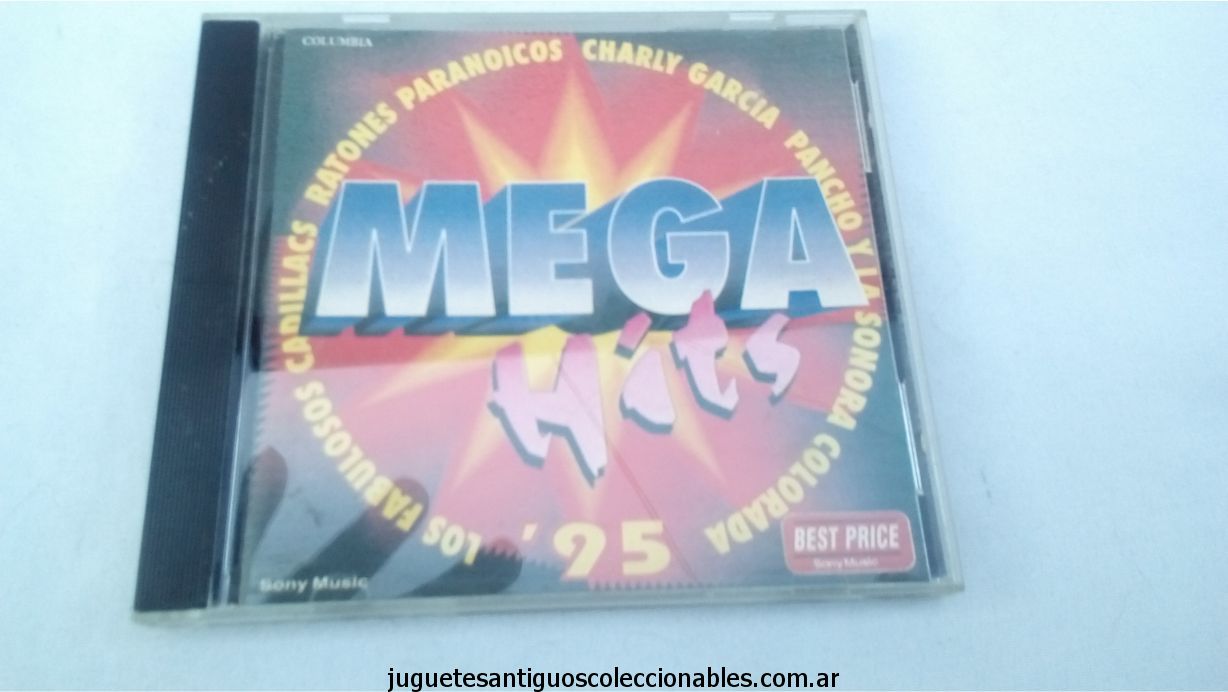 COLUMBIA
LOS FABULOSOS CADILLACS RATONES PARANOICOS CHARLY GARCIA PANCHO Y LA SONORA COLORADA
MEGA
Hits
'95
BEST PRICE
Sony Music
Sony Music
juguetesantiguoscoleccionables.com.ar